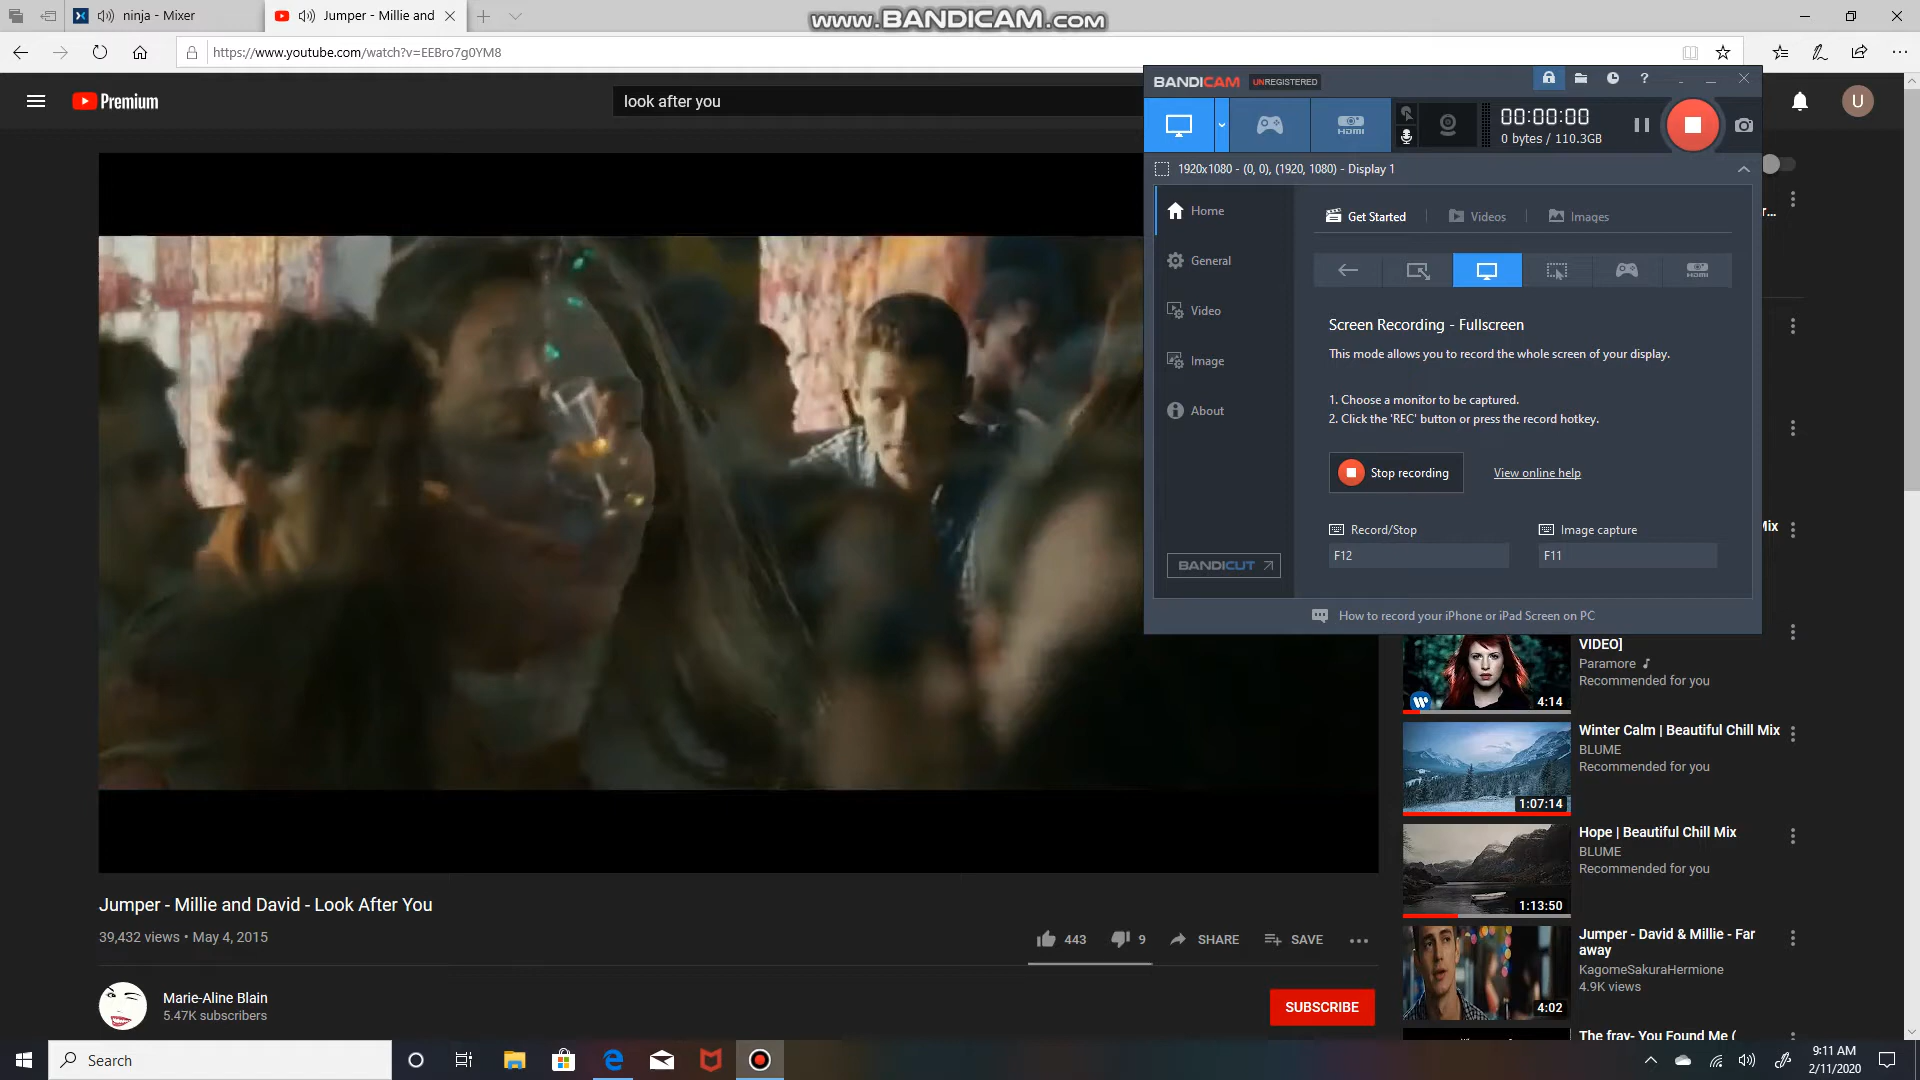 ninja - Mixer
Jumper - Millie and
www.BANDICAM.com
https://www.youtube.com/watch?v=EEBro7g0YM8
Premium
look after you
U
BANDICAM
UNREGISTERED
?
HDMI
00:00:00
0 bytes / 110.3GB
1920x1080 - (0, 0), (1920, 1080) - Display 1
Home
General
Video
Image
About
BANDICUT
Get Started
Videos
Images
HDMI
Screen Recording - Fullscreen
This mode allows you to record the whole screen of your display.
1. Choose a monitor to be captured.
2. Click the 'REC' button or press the record hotkey.
Stop recording
View online help
Record/Stop
Image capture
F12
F11
How to record your iPhone or iPad Screen on PC
r...
Mix
VIDEO]
Paramore
Recommended for you
4:14
Winter Calm | Beautiful Chill Mix
BLUME
Recommended for you
1:07:14
Hope | Beautiful Chill Mix
BLUME
Recommended for you
1:13:50
Jumper - David & Millie - Far
away
KagomeSakuraHermione
4.9K views
4:02
The fray- You Found Me (
Jumper - Millie and David - Look After You
39,432 views • May 4, 2015
443
9
SHARE
SAVE
Marie-Aline Blain
5.47K subscribers
SUBSCRIBE
Search
9:11 AM
2/11/2020